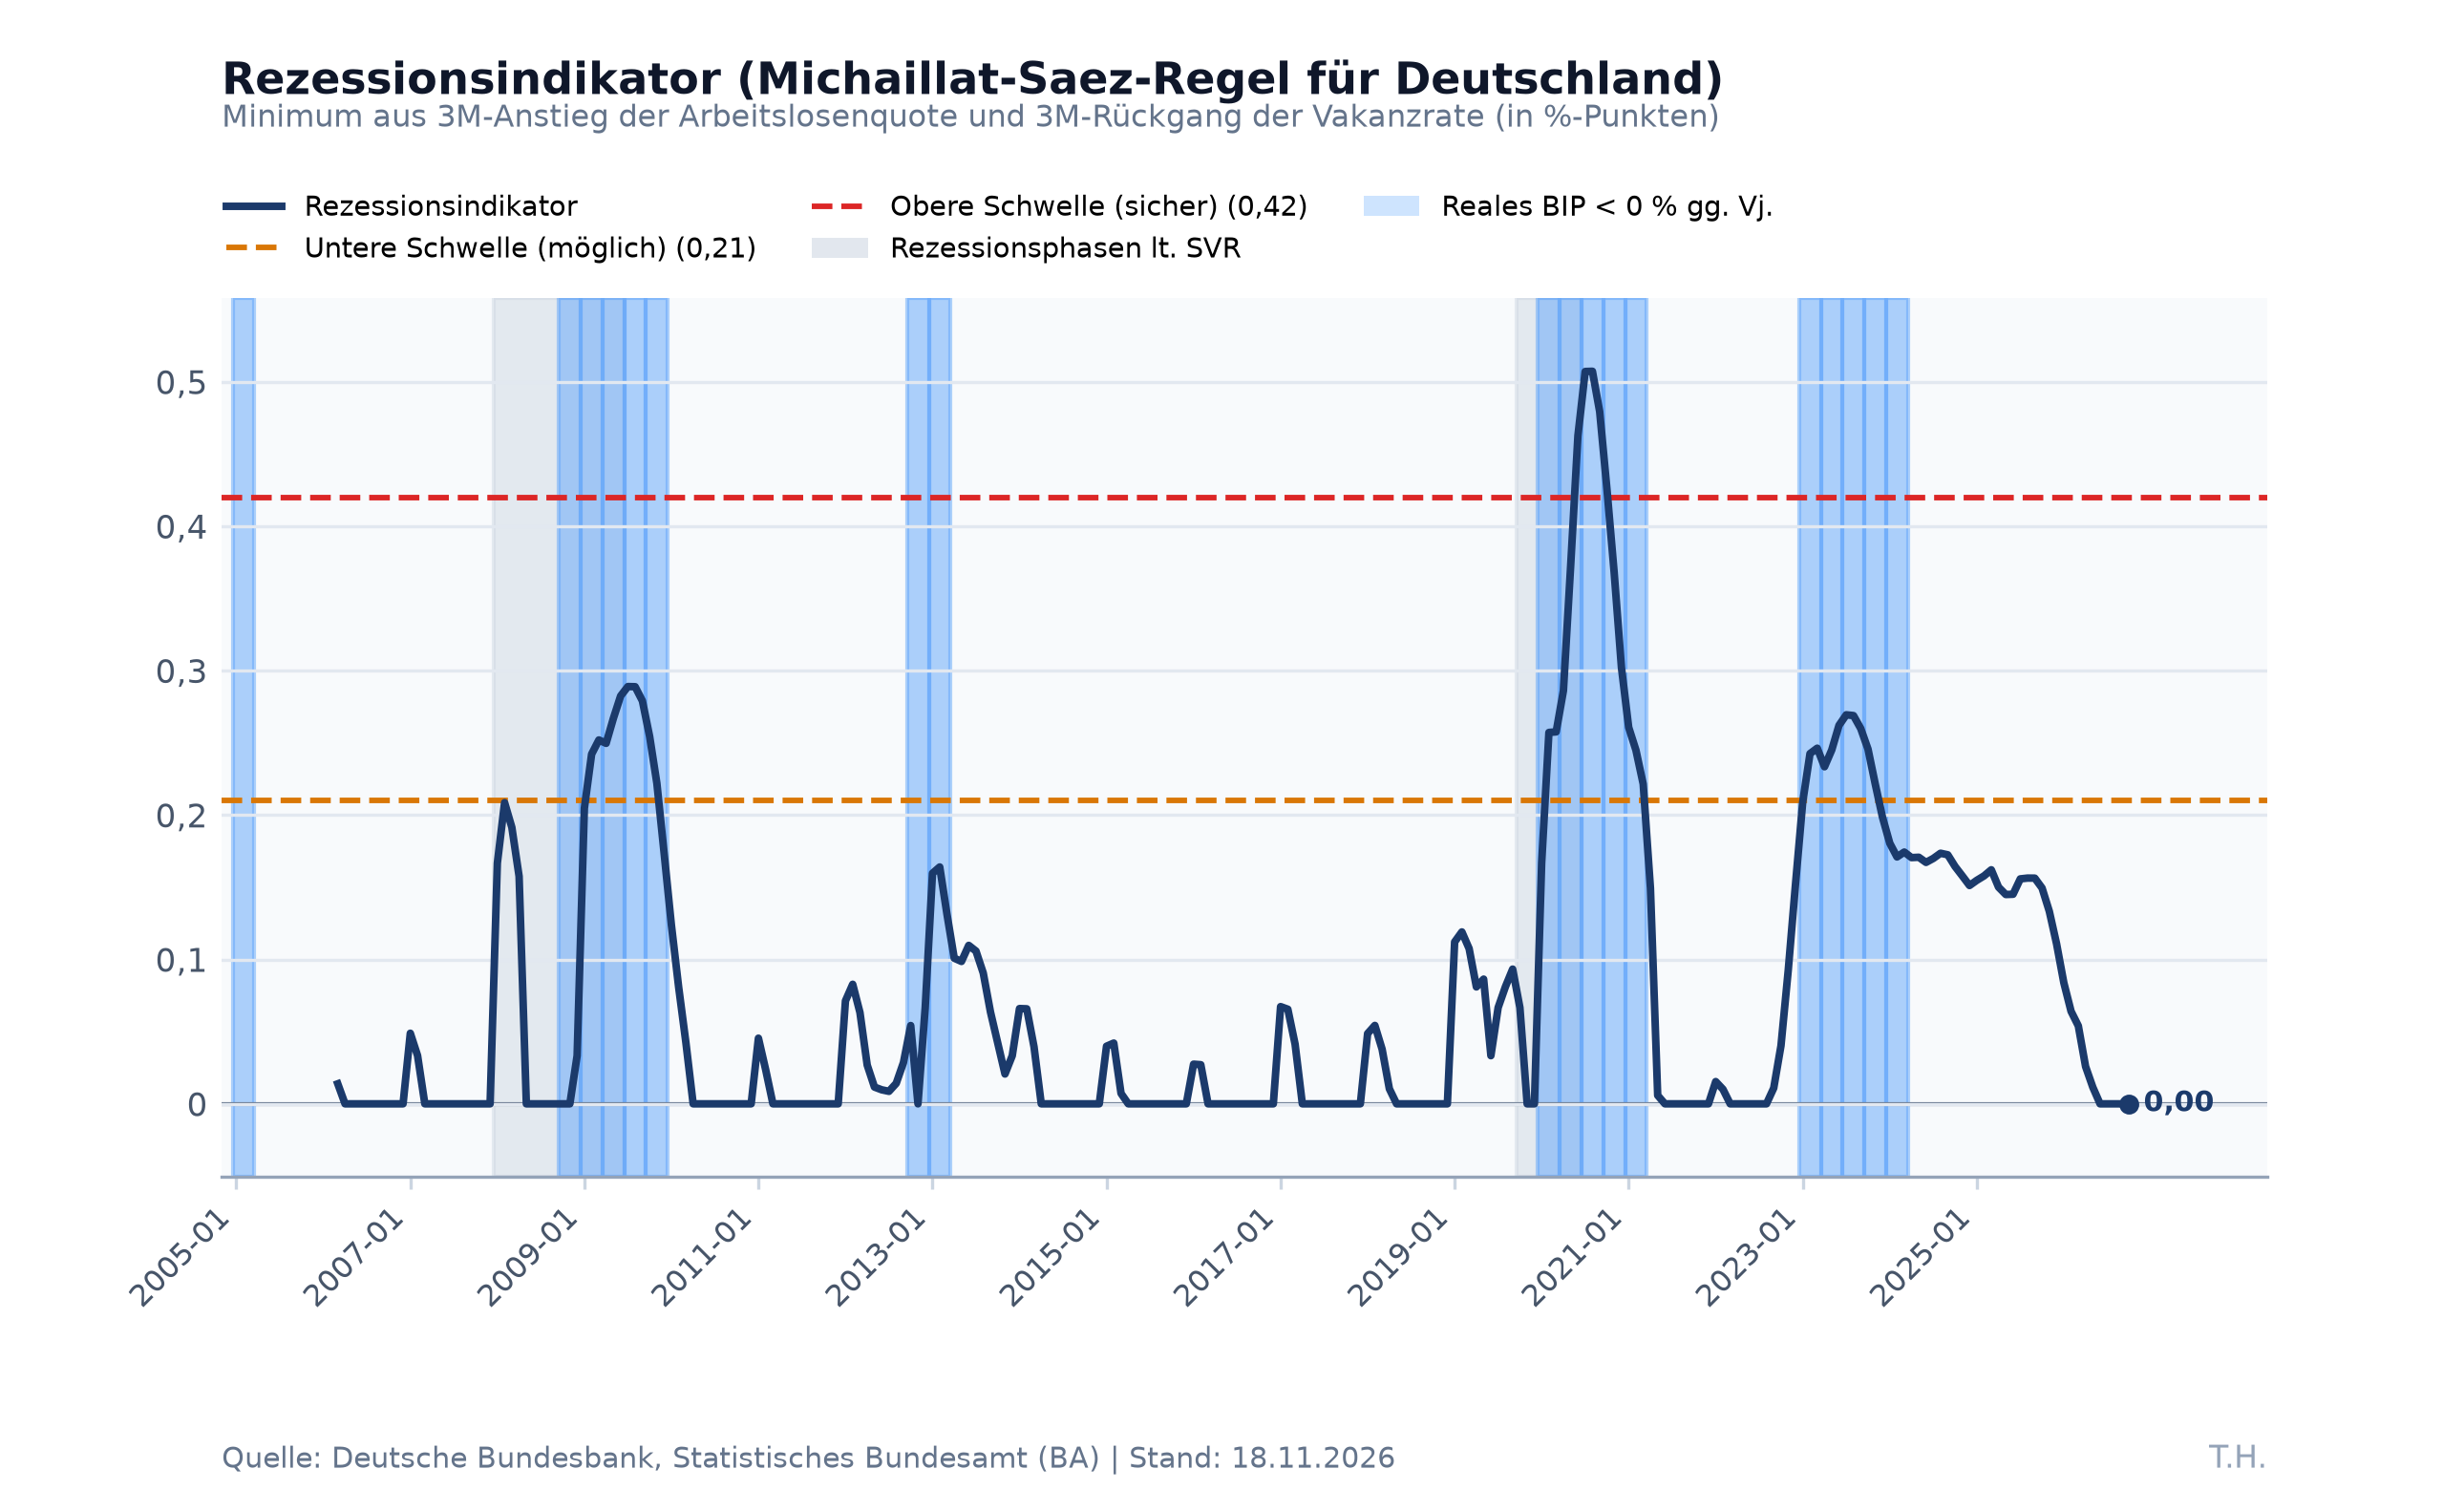 Rezessionsindikator (Michaillat-Saez-Regel für Deutschland)
Minimum aus 3M-Anstieg der Arbeitslosenquote und 3M-Rückgang der Vakanzrate (in %-Punkten)
Rezessionsindikator
Untere Schwelle (möglich) (0,21)
Obere Schwelle (sicher) (0,42)
Rezessionsphasen lt. SVR
Reales BIP < 0 % gg. Vj.
0,5
0,4
0,3
0,2
0,1
0
0,00
2005-01
2007-01
2009-01
2011-01
2013-01
2015-01
2017-01
2019-01
2021-01
2023-01
2025-01
Quelle: Deutsche Bundesbank, Statistisches Bundesamt (BA) | Stand: 18.11.2026
T.H.